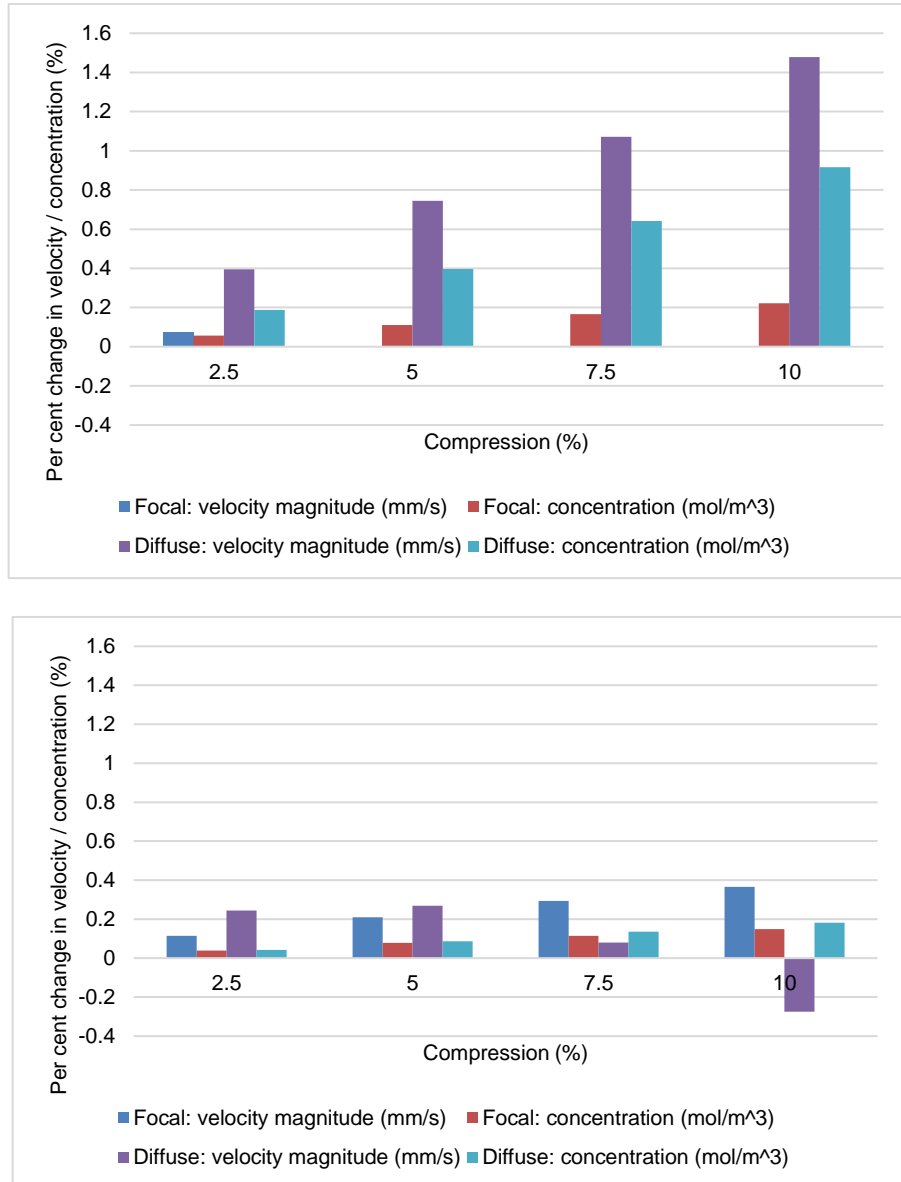 Per cent change in velocity / concentration (%)
1.6
1.4
1.2
1
0.8
0.6
0.4
0.2
0
-0.2
-0.4
2.5 5 7.5 10
Compression (%)
Focal: velocity magnitude (mm/s) Focal: concentration (mol/m^3)
Diffuse: velocity magnitude (mm/s) Diffuse: concentration (mol/m^3)
Per cent change in velocity / concentration (%)
1.6
1.4
1.2
1
0.8
0.6
0.4
0.2
0
-0.2
-0.4
2.5 5 7.5 10
Compression (%)
Focal: velocity magnitude (mm/s) Focal: concentration (mol/m^3)
Diffuse: velocity magnitude (mm/s) Diffuse: concentration (mol/m^3)